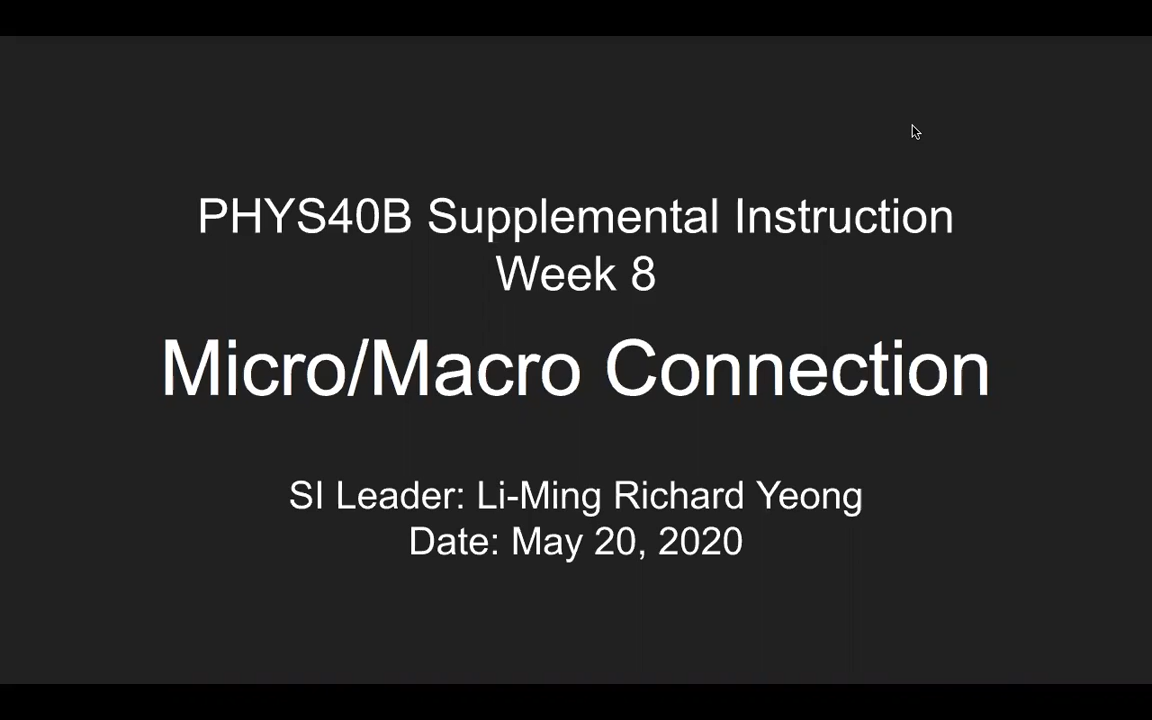 PHYS40B Supplemental Instruction
Week 8
Micro/Macro Connection
SI Leader: Li-Ming Richard Yeong
Date: May 20, 2020